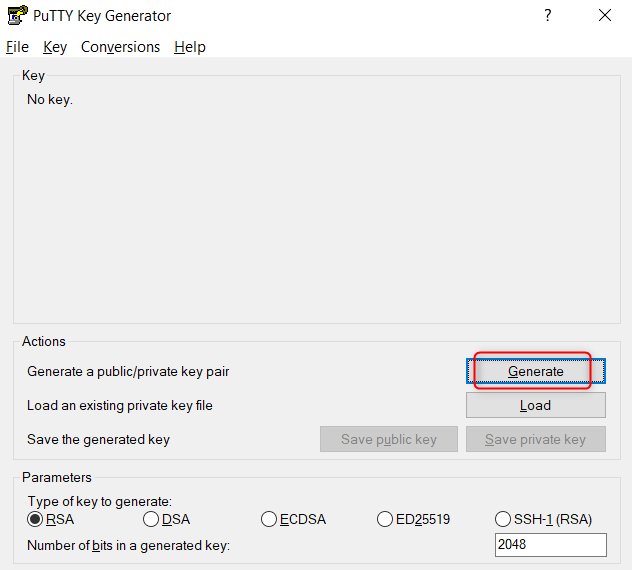 PuTTY Key Generator ?
File Key Conversions Help
Key
No key.
Actions
Generate a public/private key pair Generate
Load an existing private key file Load
Save the generated key Save public key Save private key
Parameters
Type of key to generate:
RSA DSA ECDSA ED25519 SSH-1 (RSA)
Number of bits in a generated key: 2048